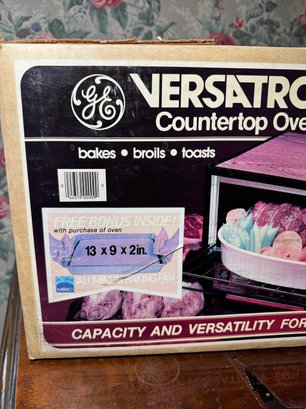 GE
VERSATRO
Countertop Ove
bakes • broils • toasts
FREE BONUS INSIDE!
with purchase of oven
13 x 9 x 2in.
ALUMINUM BAKING PAN
MIRRO
CAPACITY AND VERSATILITY FOR